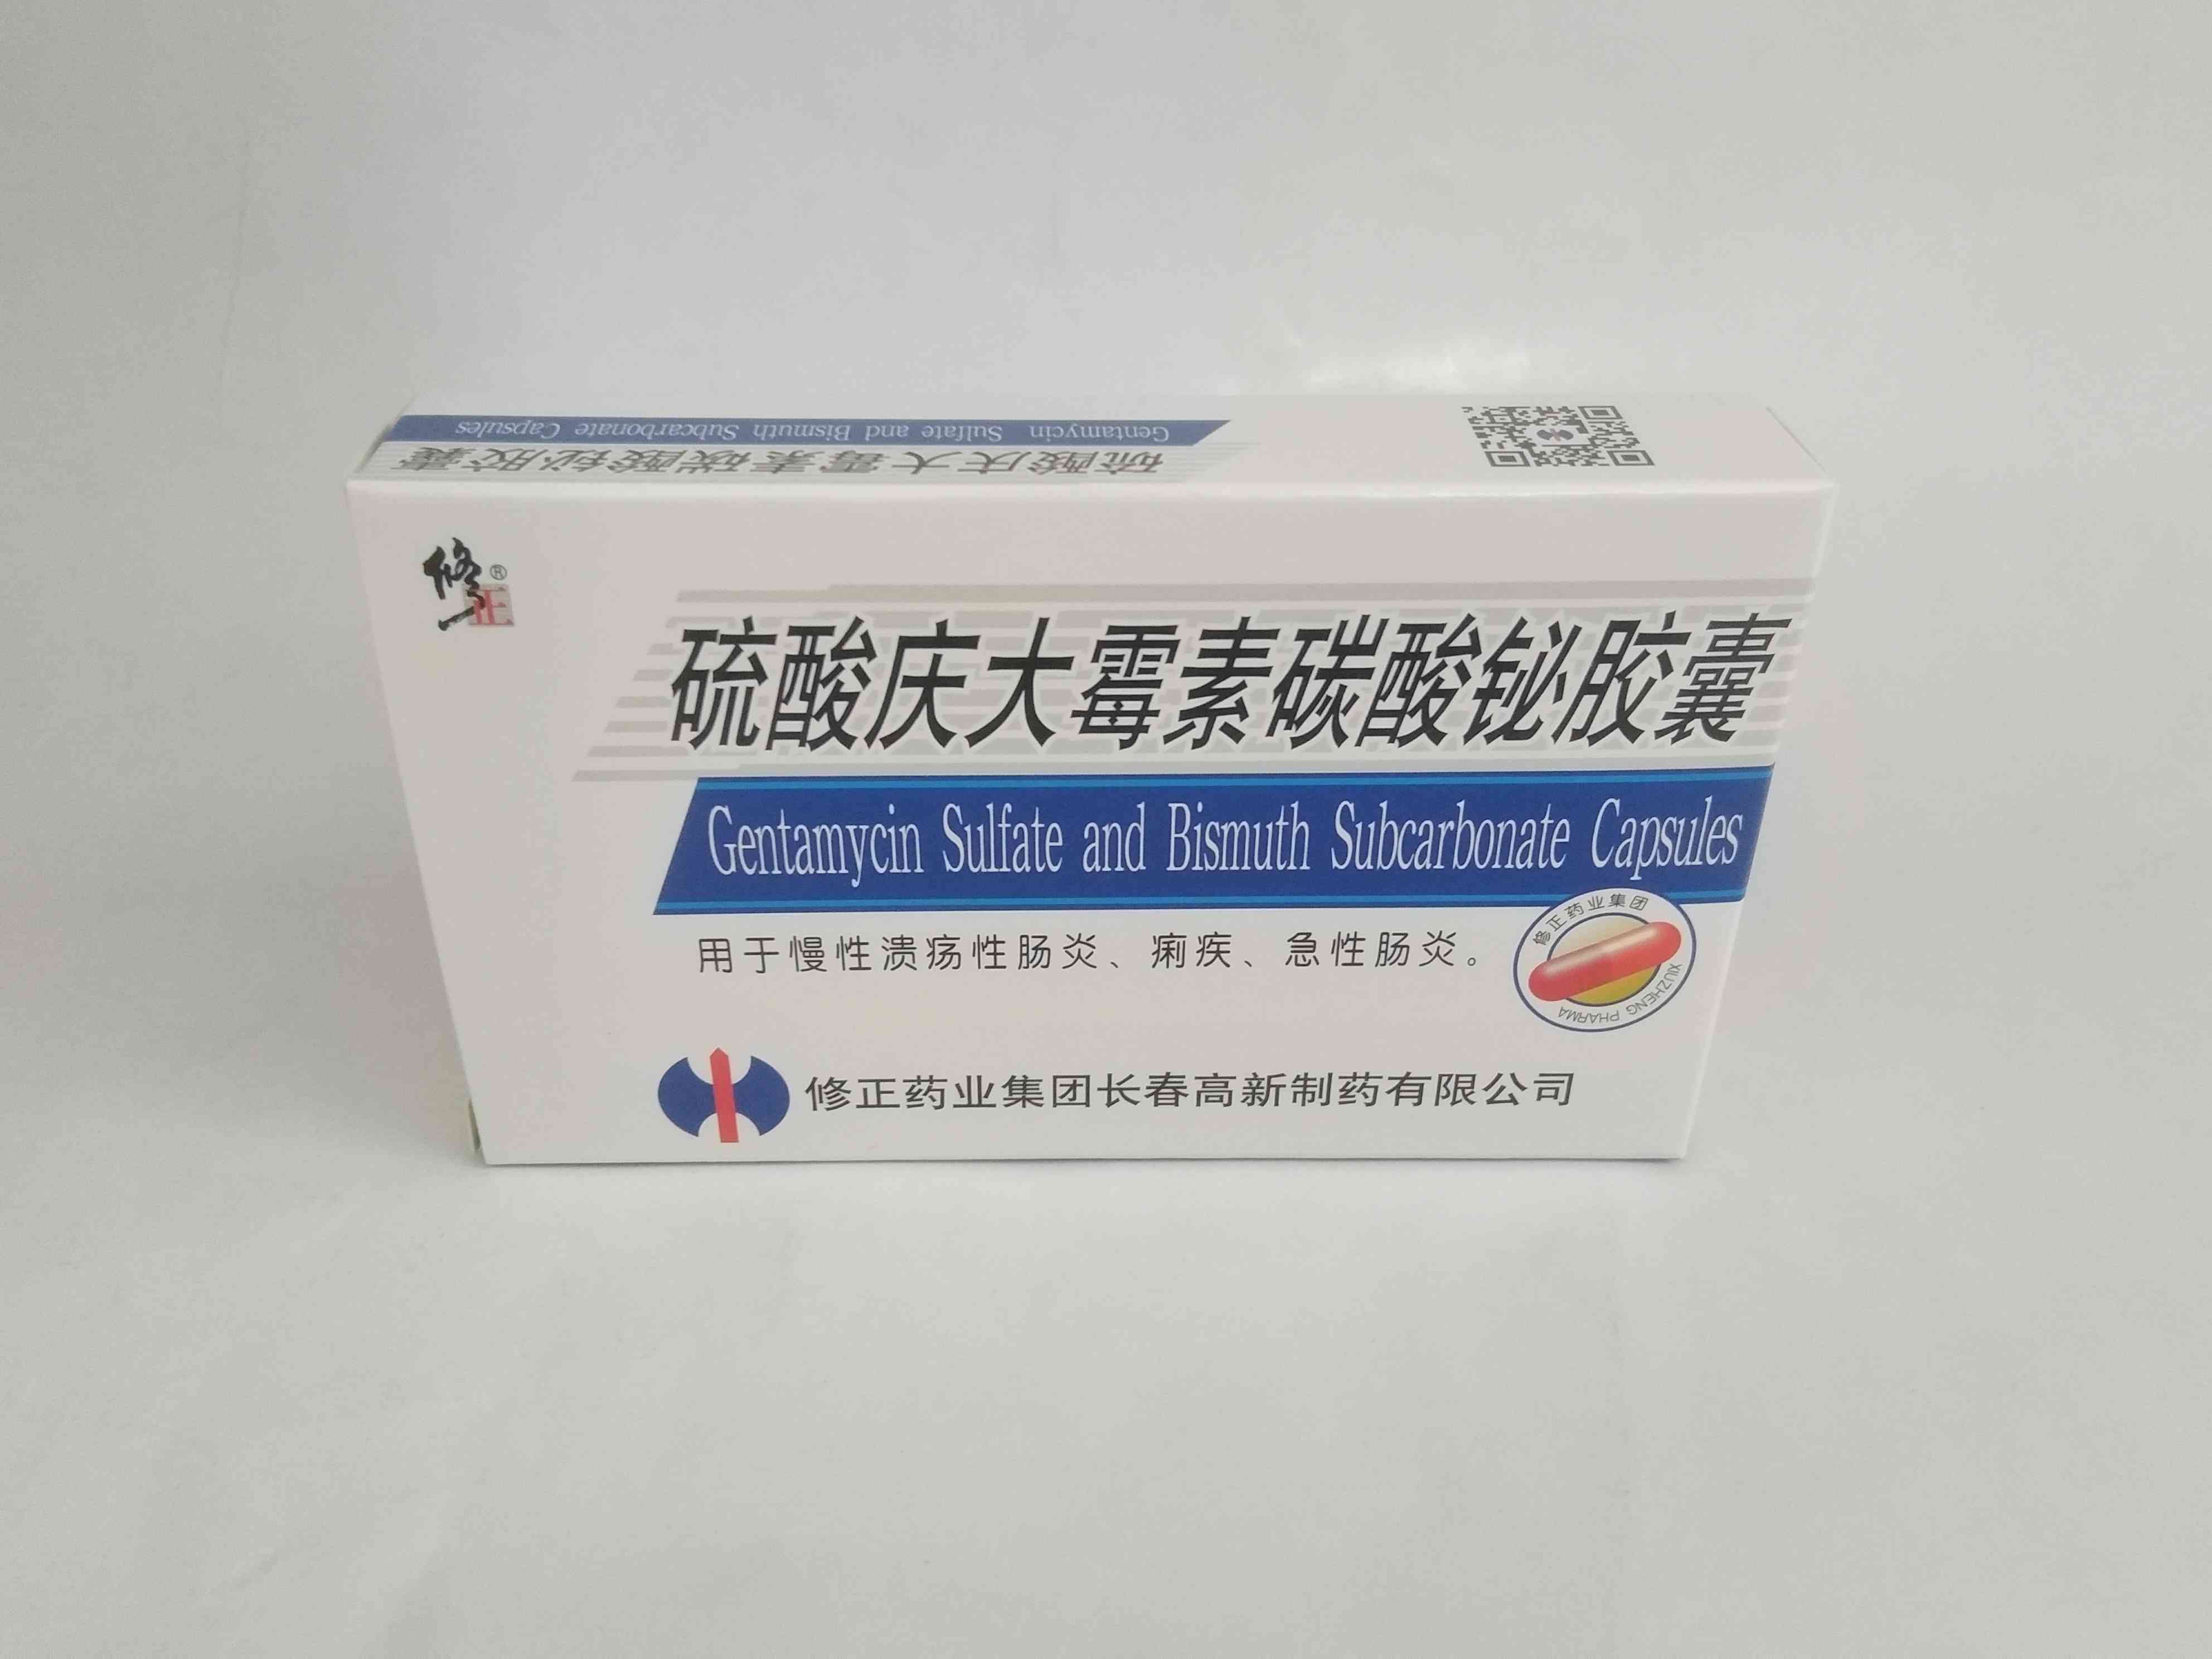 Gentamycin Sulfate and Bismuth Subcarbonate Capsules
硫酸庆大霉素碳酸铋胶囊
修正®
硫酸庆大霉素碳酸铋胶囊
Gentamycin Sulfate and Bismuth Subcarbonate Capsules
用于慢性溃疡性肠炎、痢疾、急性肠炎。
修正药业集团
XIUZHENG PHARMA
修正药业集团长春高新制药有限公司